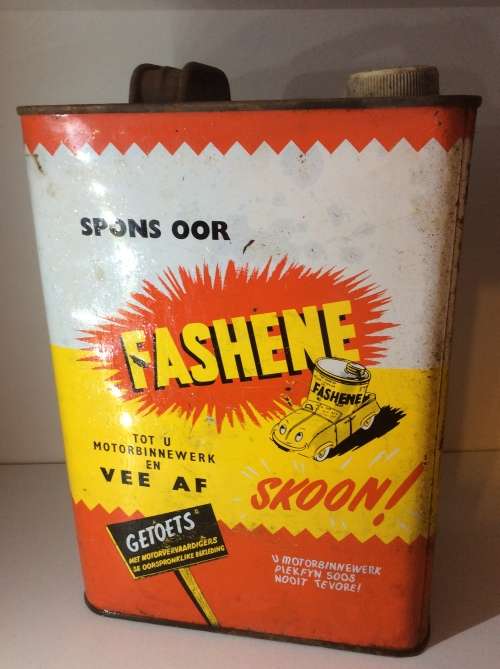 SPONS OOR
FASHENE
FASHENE
TOT U
MOTORBINNEWERK
EN
VEE AF
SKOON!
GETOETS
MET MOTORVERVAARDIGERS
SE OORSPRONKLIKE BEKLEDING
U MOTORBINNEWERK
PIEKFYN SOOS
NOOIT TEVORE!